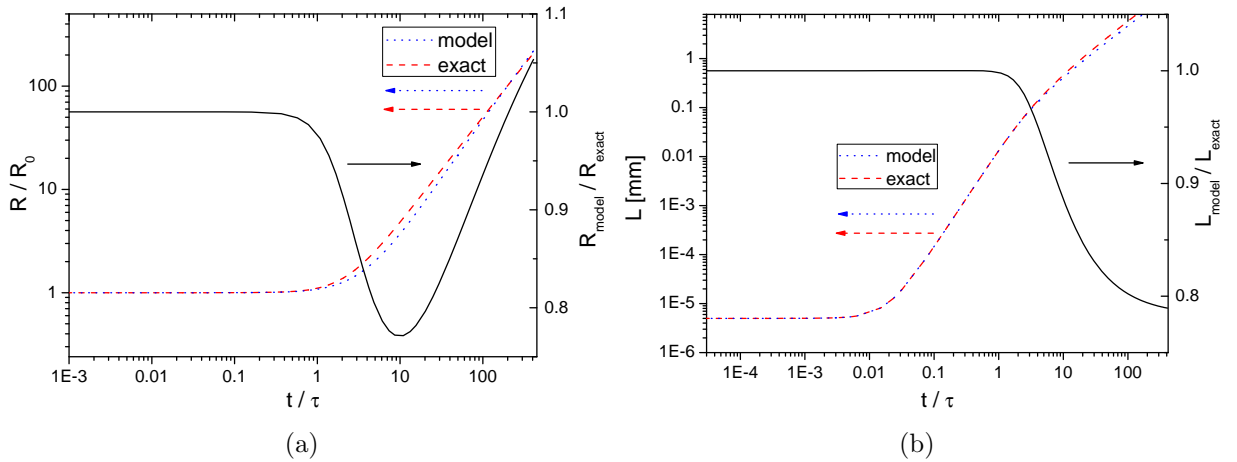 R / R0
500
100
10
1
1E-3
0.01
0.1
1
10
100
t / τ
1.1
1.0
0.9
0.8
Rmodel / Rexact
model
exact
(a)
L [mm]
1
0.1
0.01
1E-3
1E-4
1E-5
1E-6
1E-4
1E-3
0.01
0.1
1
10
100
t / τ
1.0
0.9
0.8
Lmodel / Lexact
model
exact
(b)